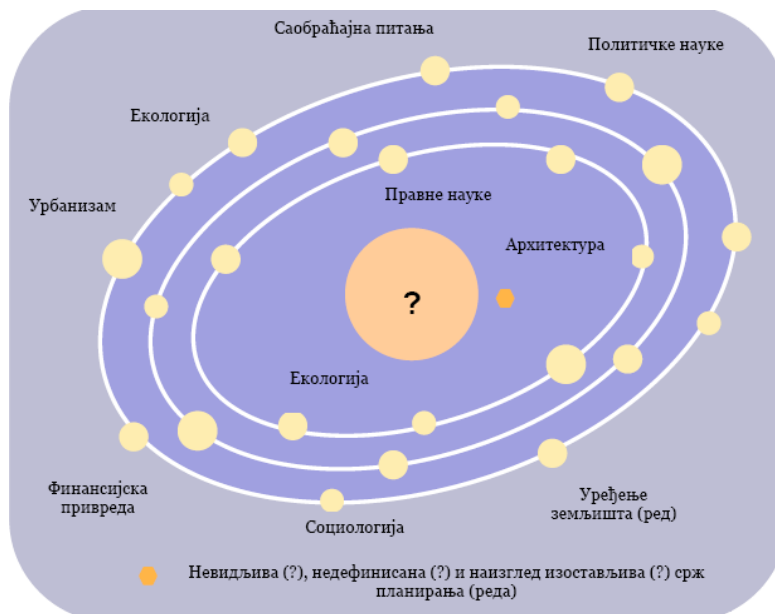 Саобраћајна питања
Политичке науке
Екологија
Урбанизам
Правне науке
Архитектура
?
Екологија
Финансијска
привреда
Социологија
Уређење
земљишта (ред)
Невидљива (?), недефинисана (?) и наизглед изостављива (?) срж
планирања (реда)